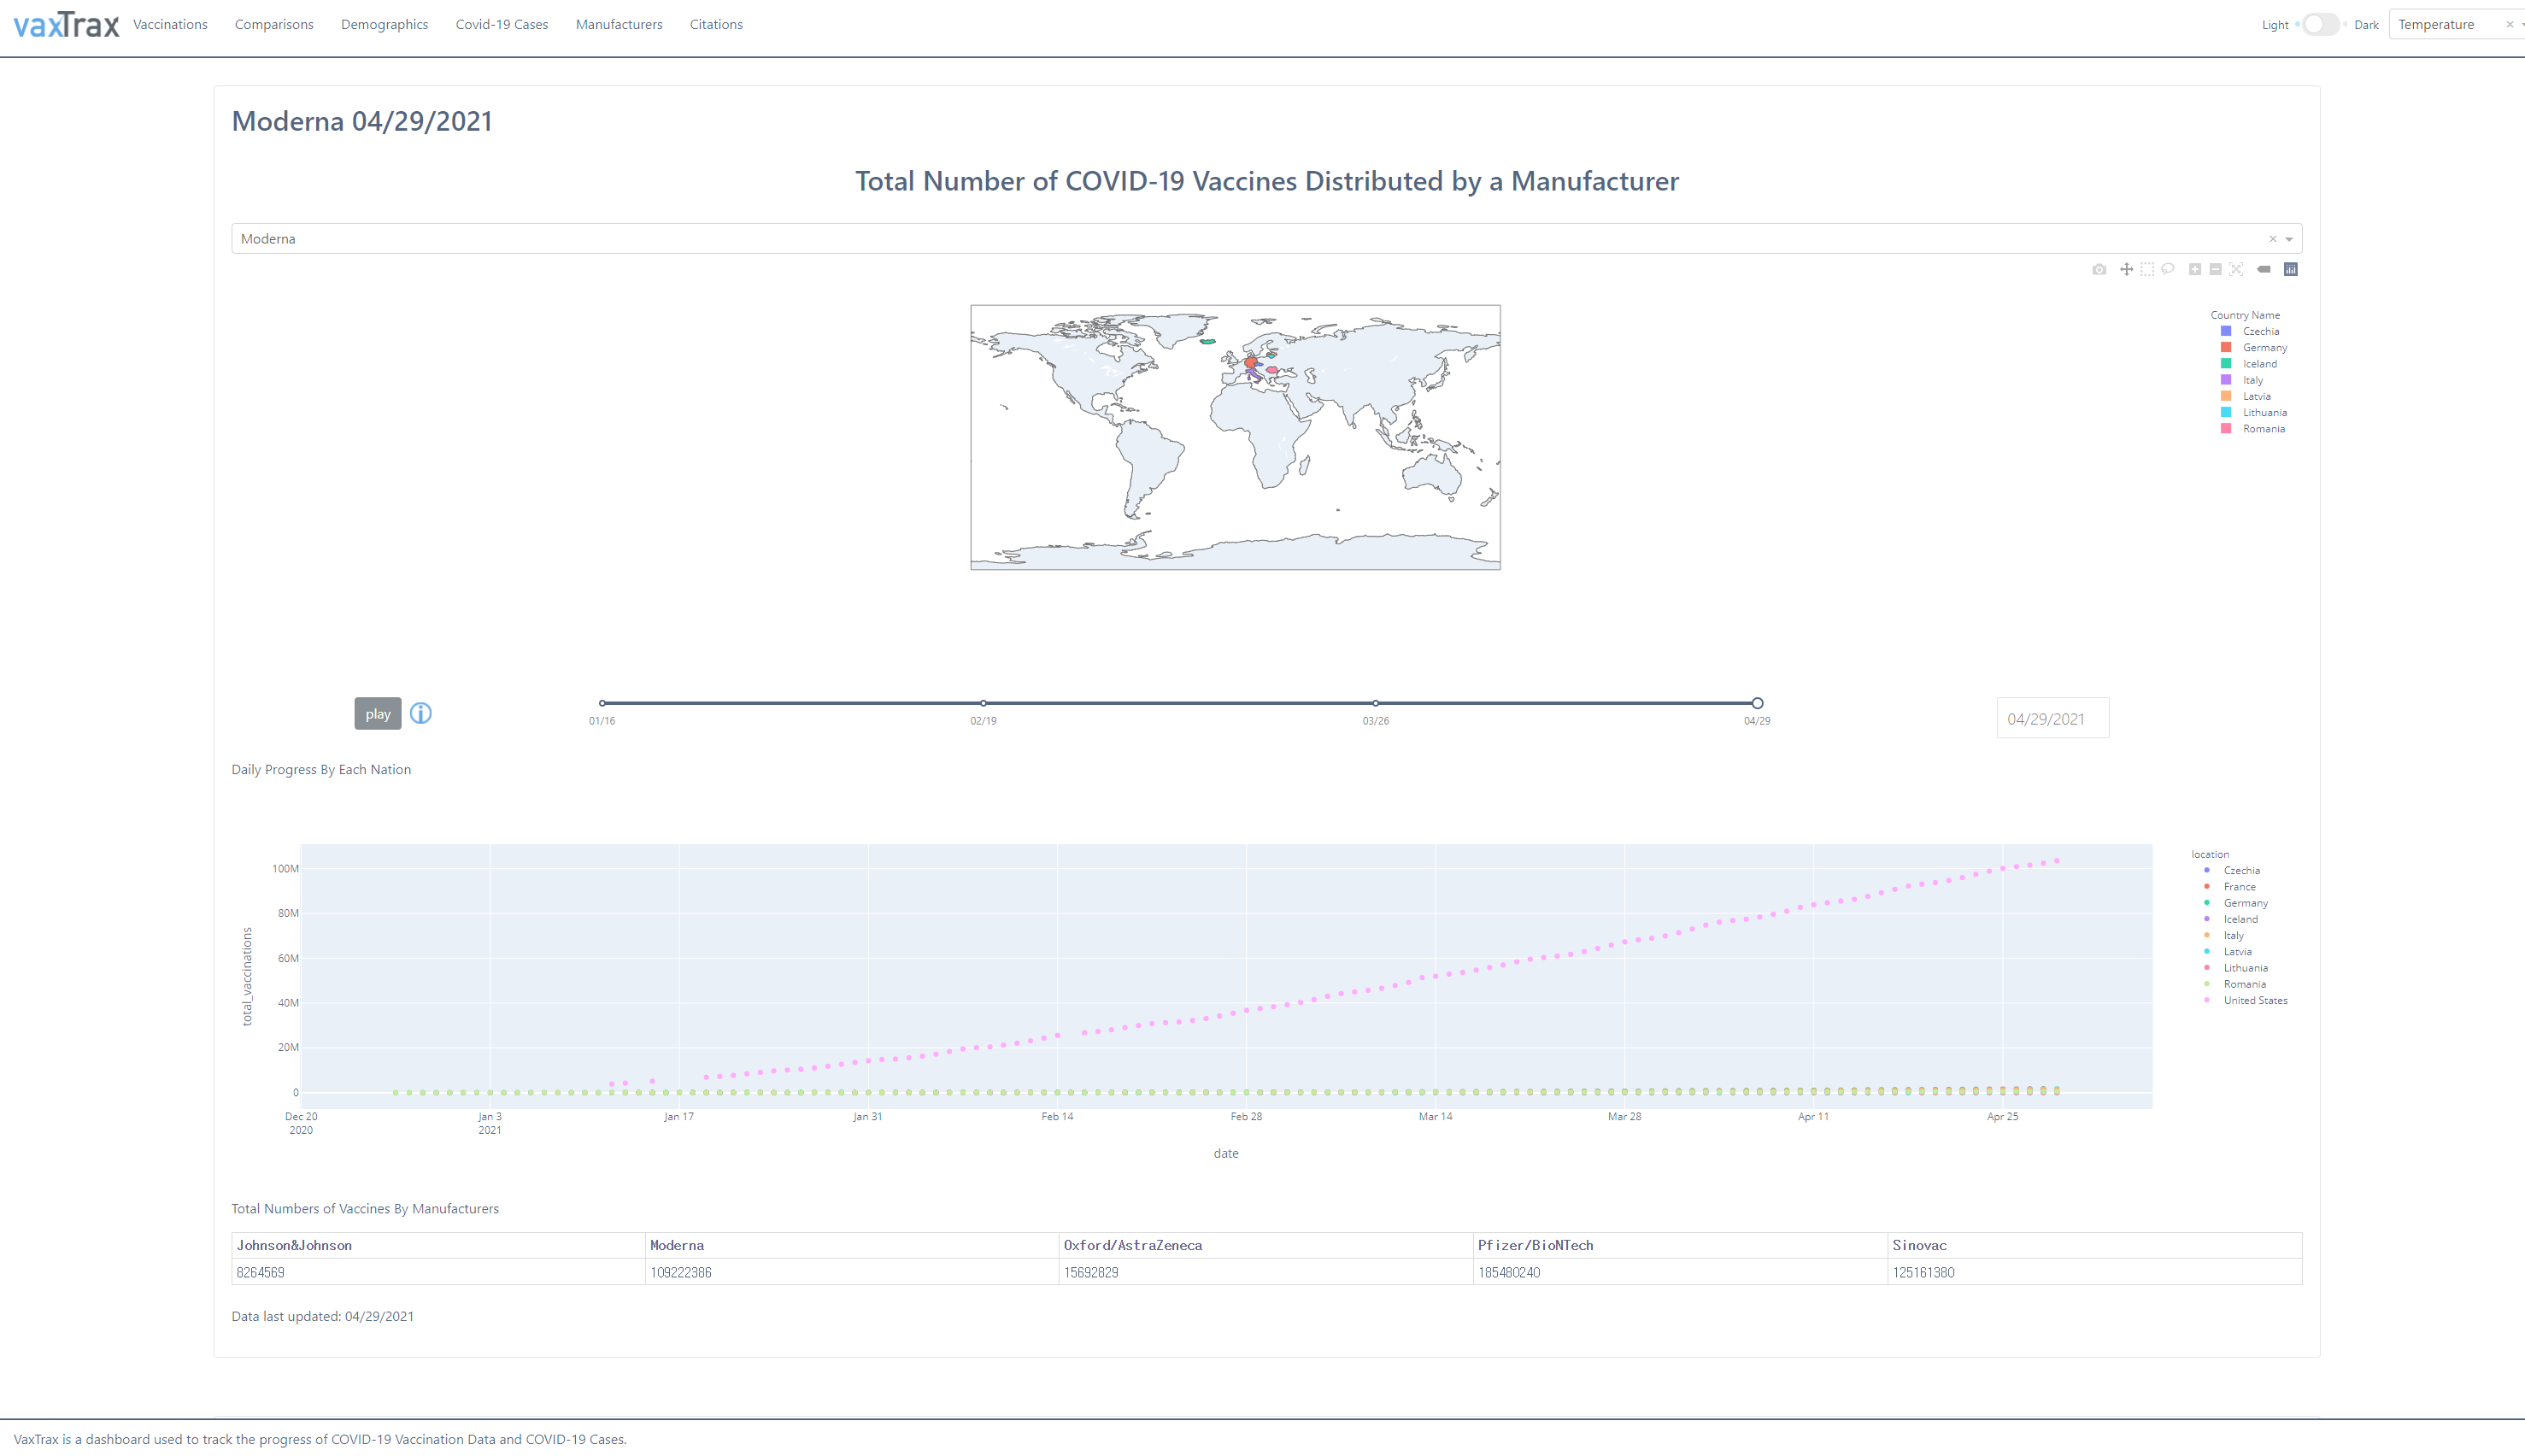 vaxTrax Vaccinations Comparisons Demographics Covid-19 Cases Manufacturers Citations Light Dark Temperature ×
Moderna 04/29/2021
Total Number of COVID-19 Vaccines Distributed by a Manufacturer
Moderna ×
Country Name
Czechia
Germany
Iceland
Italy
Latvia
Lithuania
Romania
play
01/16 02/19 03/26 04/29
04/29/2021
Daily Progress By Each Nation
total_vaccinations
100M
80M
60M
40M
20M
0
Dec 20 Jan 3 Jan 17 Jan 31 Feb 14 Feb 28 Mar 14 Mar 28 Apr 11 Apr 25
2020 2021
date
location
Czechia
France
Germany
Iceland
Italy
Latvia
Lithuania
Romania
United States
Total Numbers of Vaccines By Manufacturers
Johnson&Johnson Moderna Oxford/AstraZeneca Pfizer/BioNTech Sinovac
8264569 109222386 15692829 185480240 125161380
Data last updated: 04/29/2021
VaxTrax is a dashboard used to track the progress of COVID-19 Vaccination Data and COVID-19 Cases.